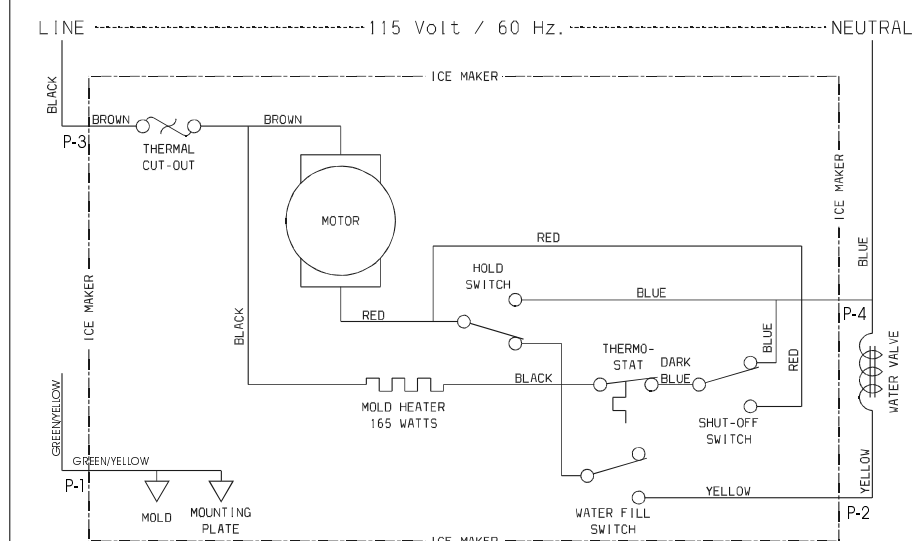 LINE 115 Volt / 60 Hz. NEUTRAL
ICE MAKER
BLACK
BROWN
BROWN
P-3
THERMAL
CUT-OUT
ICE MAKER
MOTOR
RED
BLUE
HOLD
SWITCH
BLUE
P-4
RED
ICE MAKER
BLACK
THERMO-
STAT
DARK
BLUE
BLUE
RED
BLACK
WATER VALVE
MOLD HEATER
165 WATTS
SHUT-OFF
SWITCH
GREEN/YELLOW
GREEN/YELLOW
P-1
YELLOW
YELLOW
P-2
MOLD
MOUNTING
PLATE
WATER FILL
SWITCH
ICE MAKER